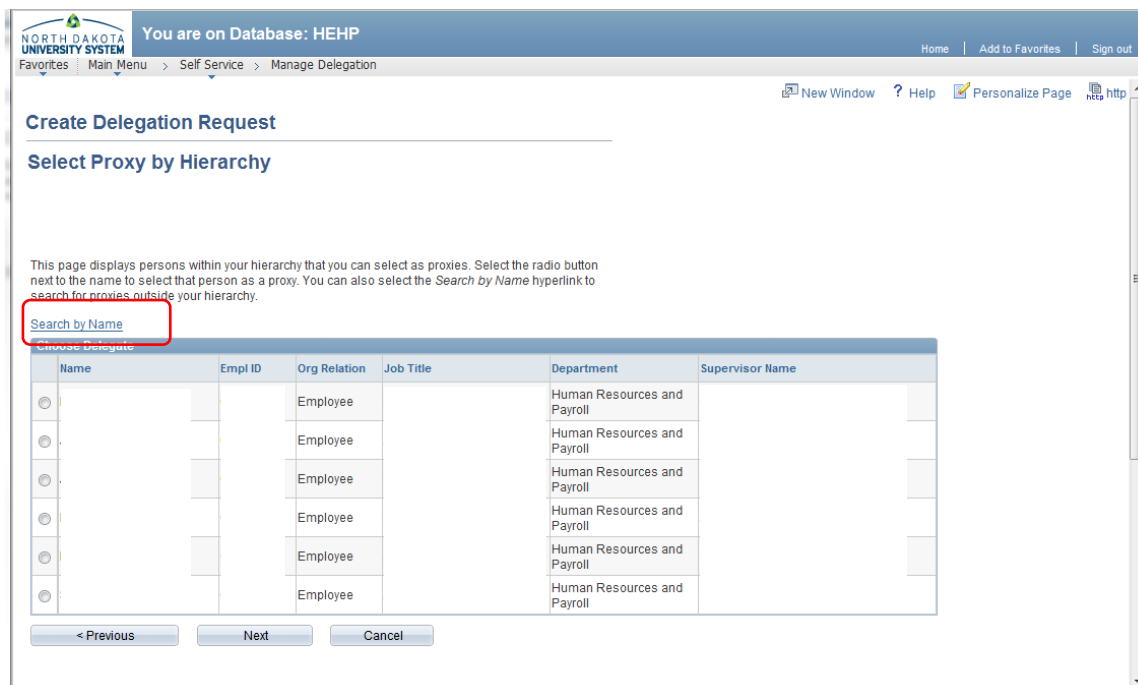 NORTH DAKOTA
UNIVERSITY SYSTEM
You are on Database: HEHP
Home | Add to Favorites | Sign out
Favorites Main Menu > Self Service > Manage Delegation
New Window ? Help Personalize Page http
Create Delegation Request
Select Proxy by Hierarchy
This page displays persons within your hierarchy that you can select as proxies. Select the radio button
next to the name to select that person as a proxy. You can also select the Search by Name hyperlink to
search for proxies outside your hierarchy.
Search by Name
Choose Delegate
Name Empl ID Org Relation Job Title Department Supervisor Name
Employee Human Resources and
Payroll
Employee Human Resources and
Payroll
Employee Human Resources and
Payroll
Employee Human Resources and
Payroll
Employee Human Resources and
Payroll
Employee Human Resources and
Payroll
< Previous Next Cancel